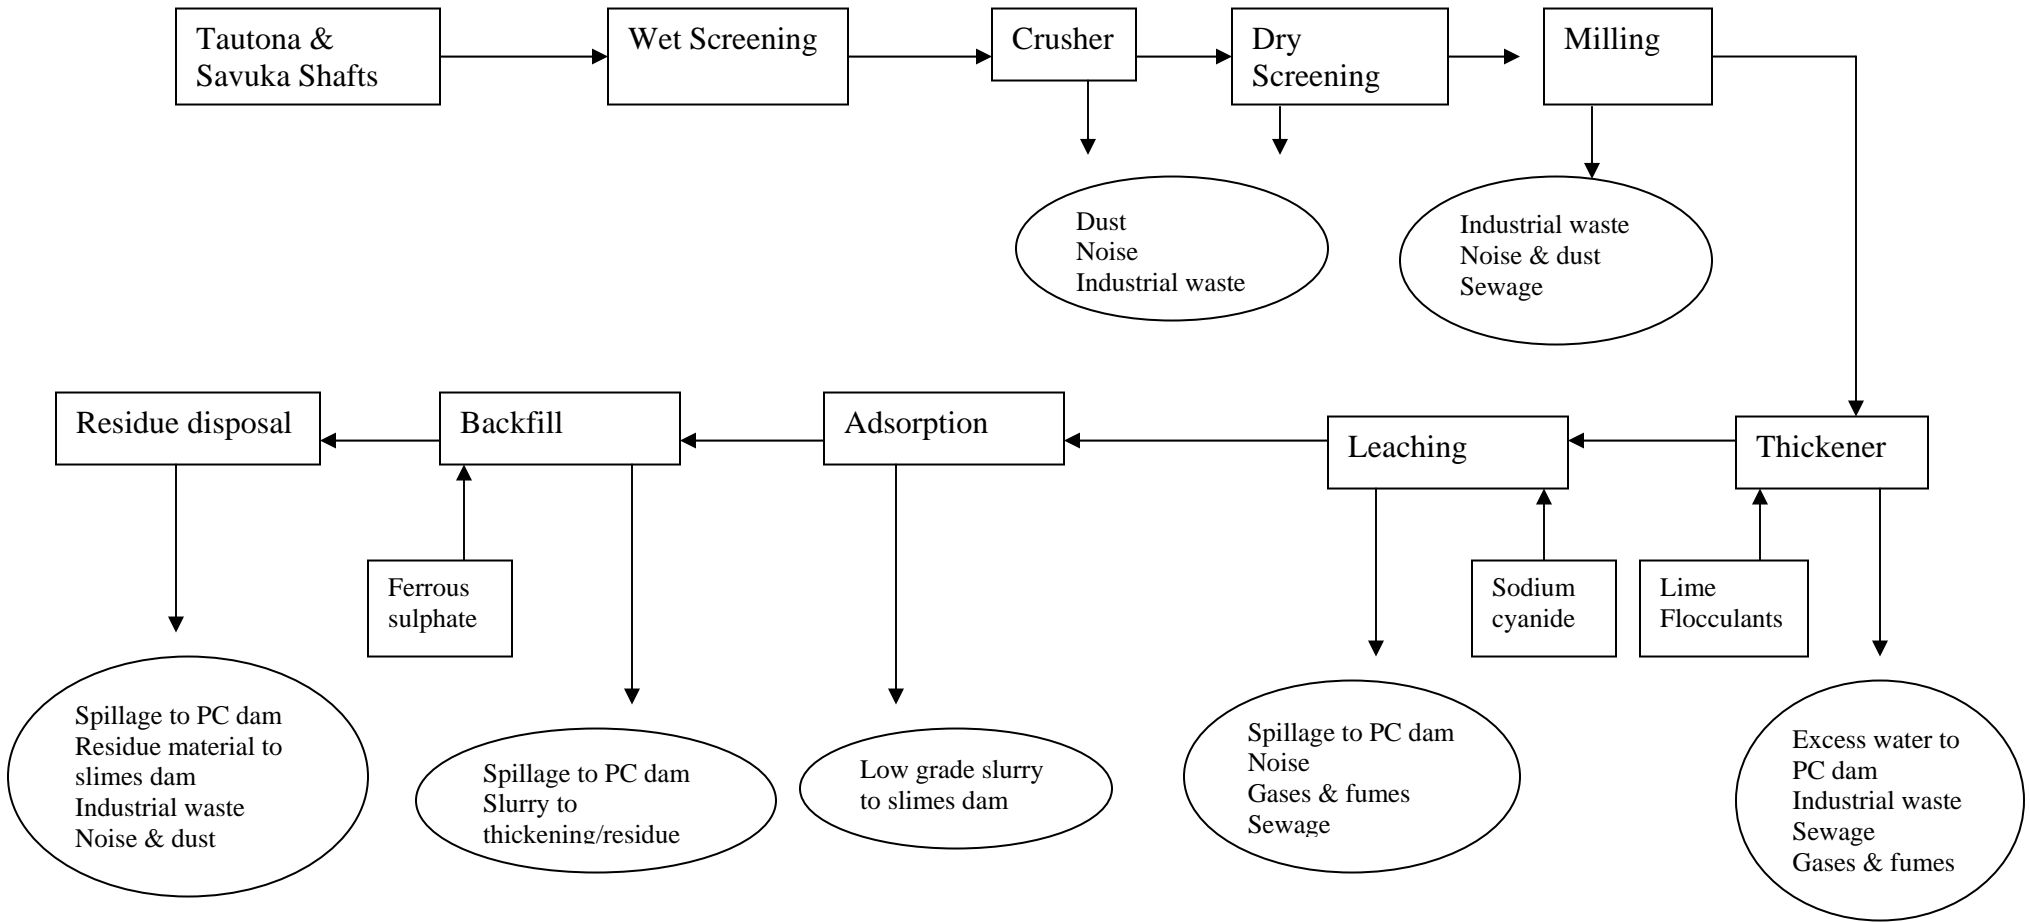 Tautona &
Savuka Shafts
Wet Screening
Crusher
Dry
Screening
Milling
Dust
Noise
Industrial waste
Industrial waste
Noise & dust
Sewage
Residue disposal
Backfill
Adsorption
Leaching
Thickener
Ferrous
sulphate
Sodium
cyanide
Lime
Flocculants
Spillage to PC dam
Residue material to
slimes dam
Industrial waste
Noise & dust
Spillage to PC dam
Slurry to
thickening/residue
Low grade slurry
to slimes dam
Spillage to PC dam
Noise
Gases & fumes
Sewage
Excess water to
PC dam
Industrial waste
Sewage
Gases & fumes